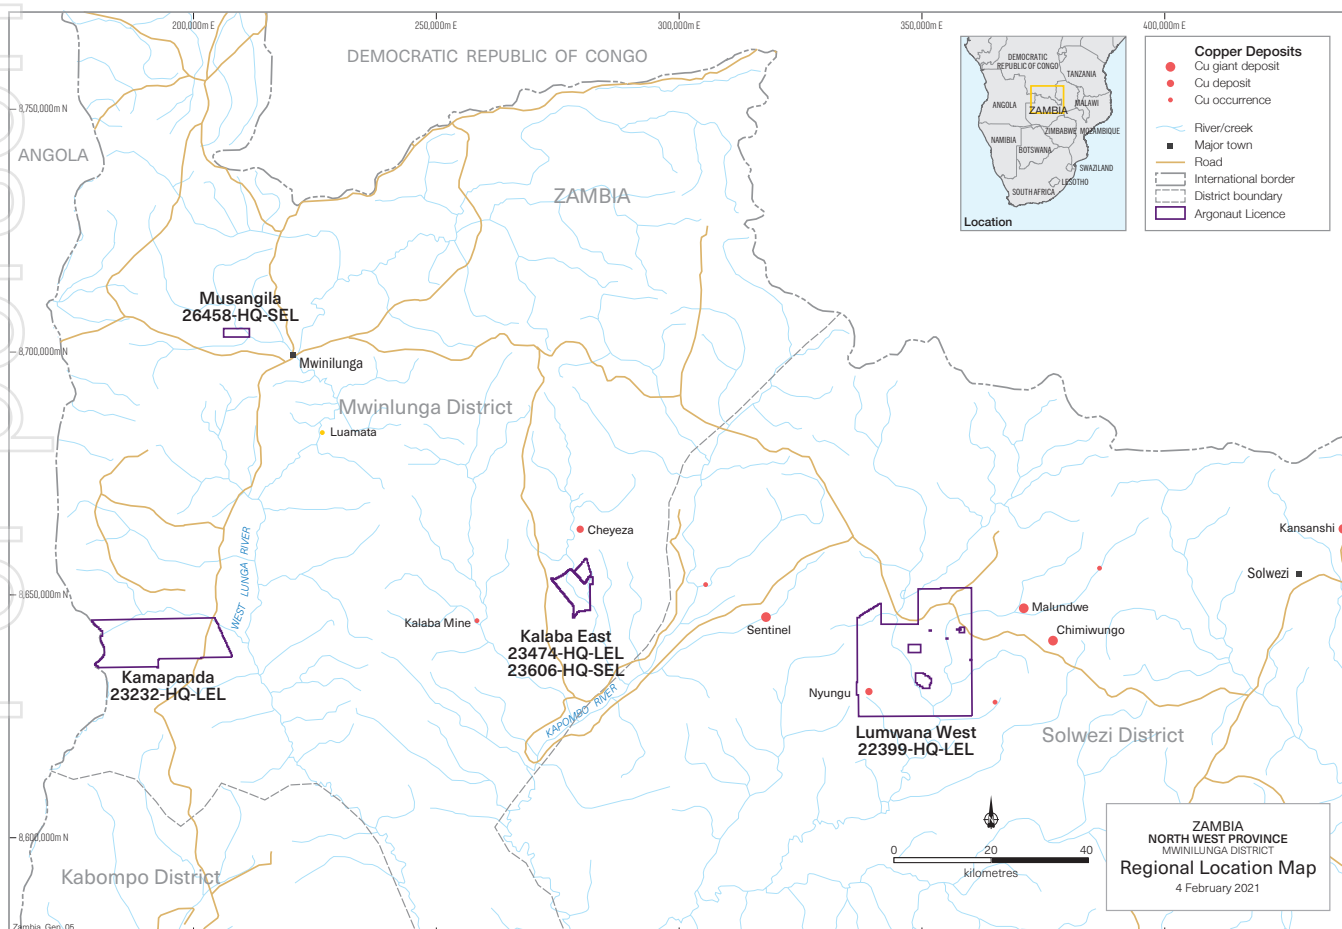 200,000m E
250,000m E
300,000m E
350,000m E
400,000m E
8,750,000m N
8,700,000m N
8,650,000m N
8,600,000m N
DEMOCRATIC REPUBLIC OF CONGO
ANGOLA
ZAMBIA
Musangila
26458-HQ-SEL
Mwinilunga
Mwinlunga District
Luamata
WEST LUNGA RIVER
Cheyeza
Kalaba Mine
Kalaba East
23474-HQ-LEL
23606-HQ-SEL
Kamapanda
23232-HQ-LEL
KAPOMBO RIVER
Sentinel
Nyungu
Lumwana West
22399-HQ-LEL
Malundwe
Chimiwungo
Kansanshi
Solwezi
Solwezi District
Kabompo District
DEMOCRATIC
REPUBLIC OF CONGO
TANZANIA
ANGOLA
ZAMBIA
MALAWI
ZIMBABWE
MOZAMBIQUE
NAMIBIA
BOTSWANA
SWAZILAND
LESOTHO
SOUTH AFRICA
Location
Copper Deposits
Cu giant deposit
Cu deposit
Cu occurrence
River/creek
Major town
Road
International border
District boundary
Argonaut Licence
0
20
40
kilometres
ZAMBIA
NORTH WEST PROVINCE
MWINILUNGA DISTRICT
Regional Location Map
4 February 2021
Zambia_Gen_05